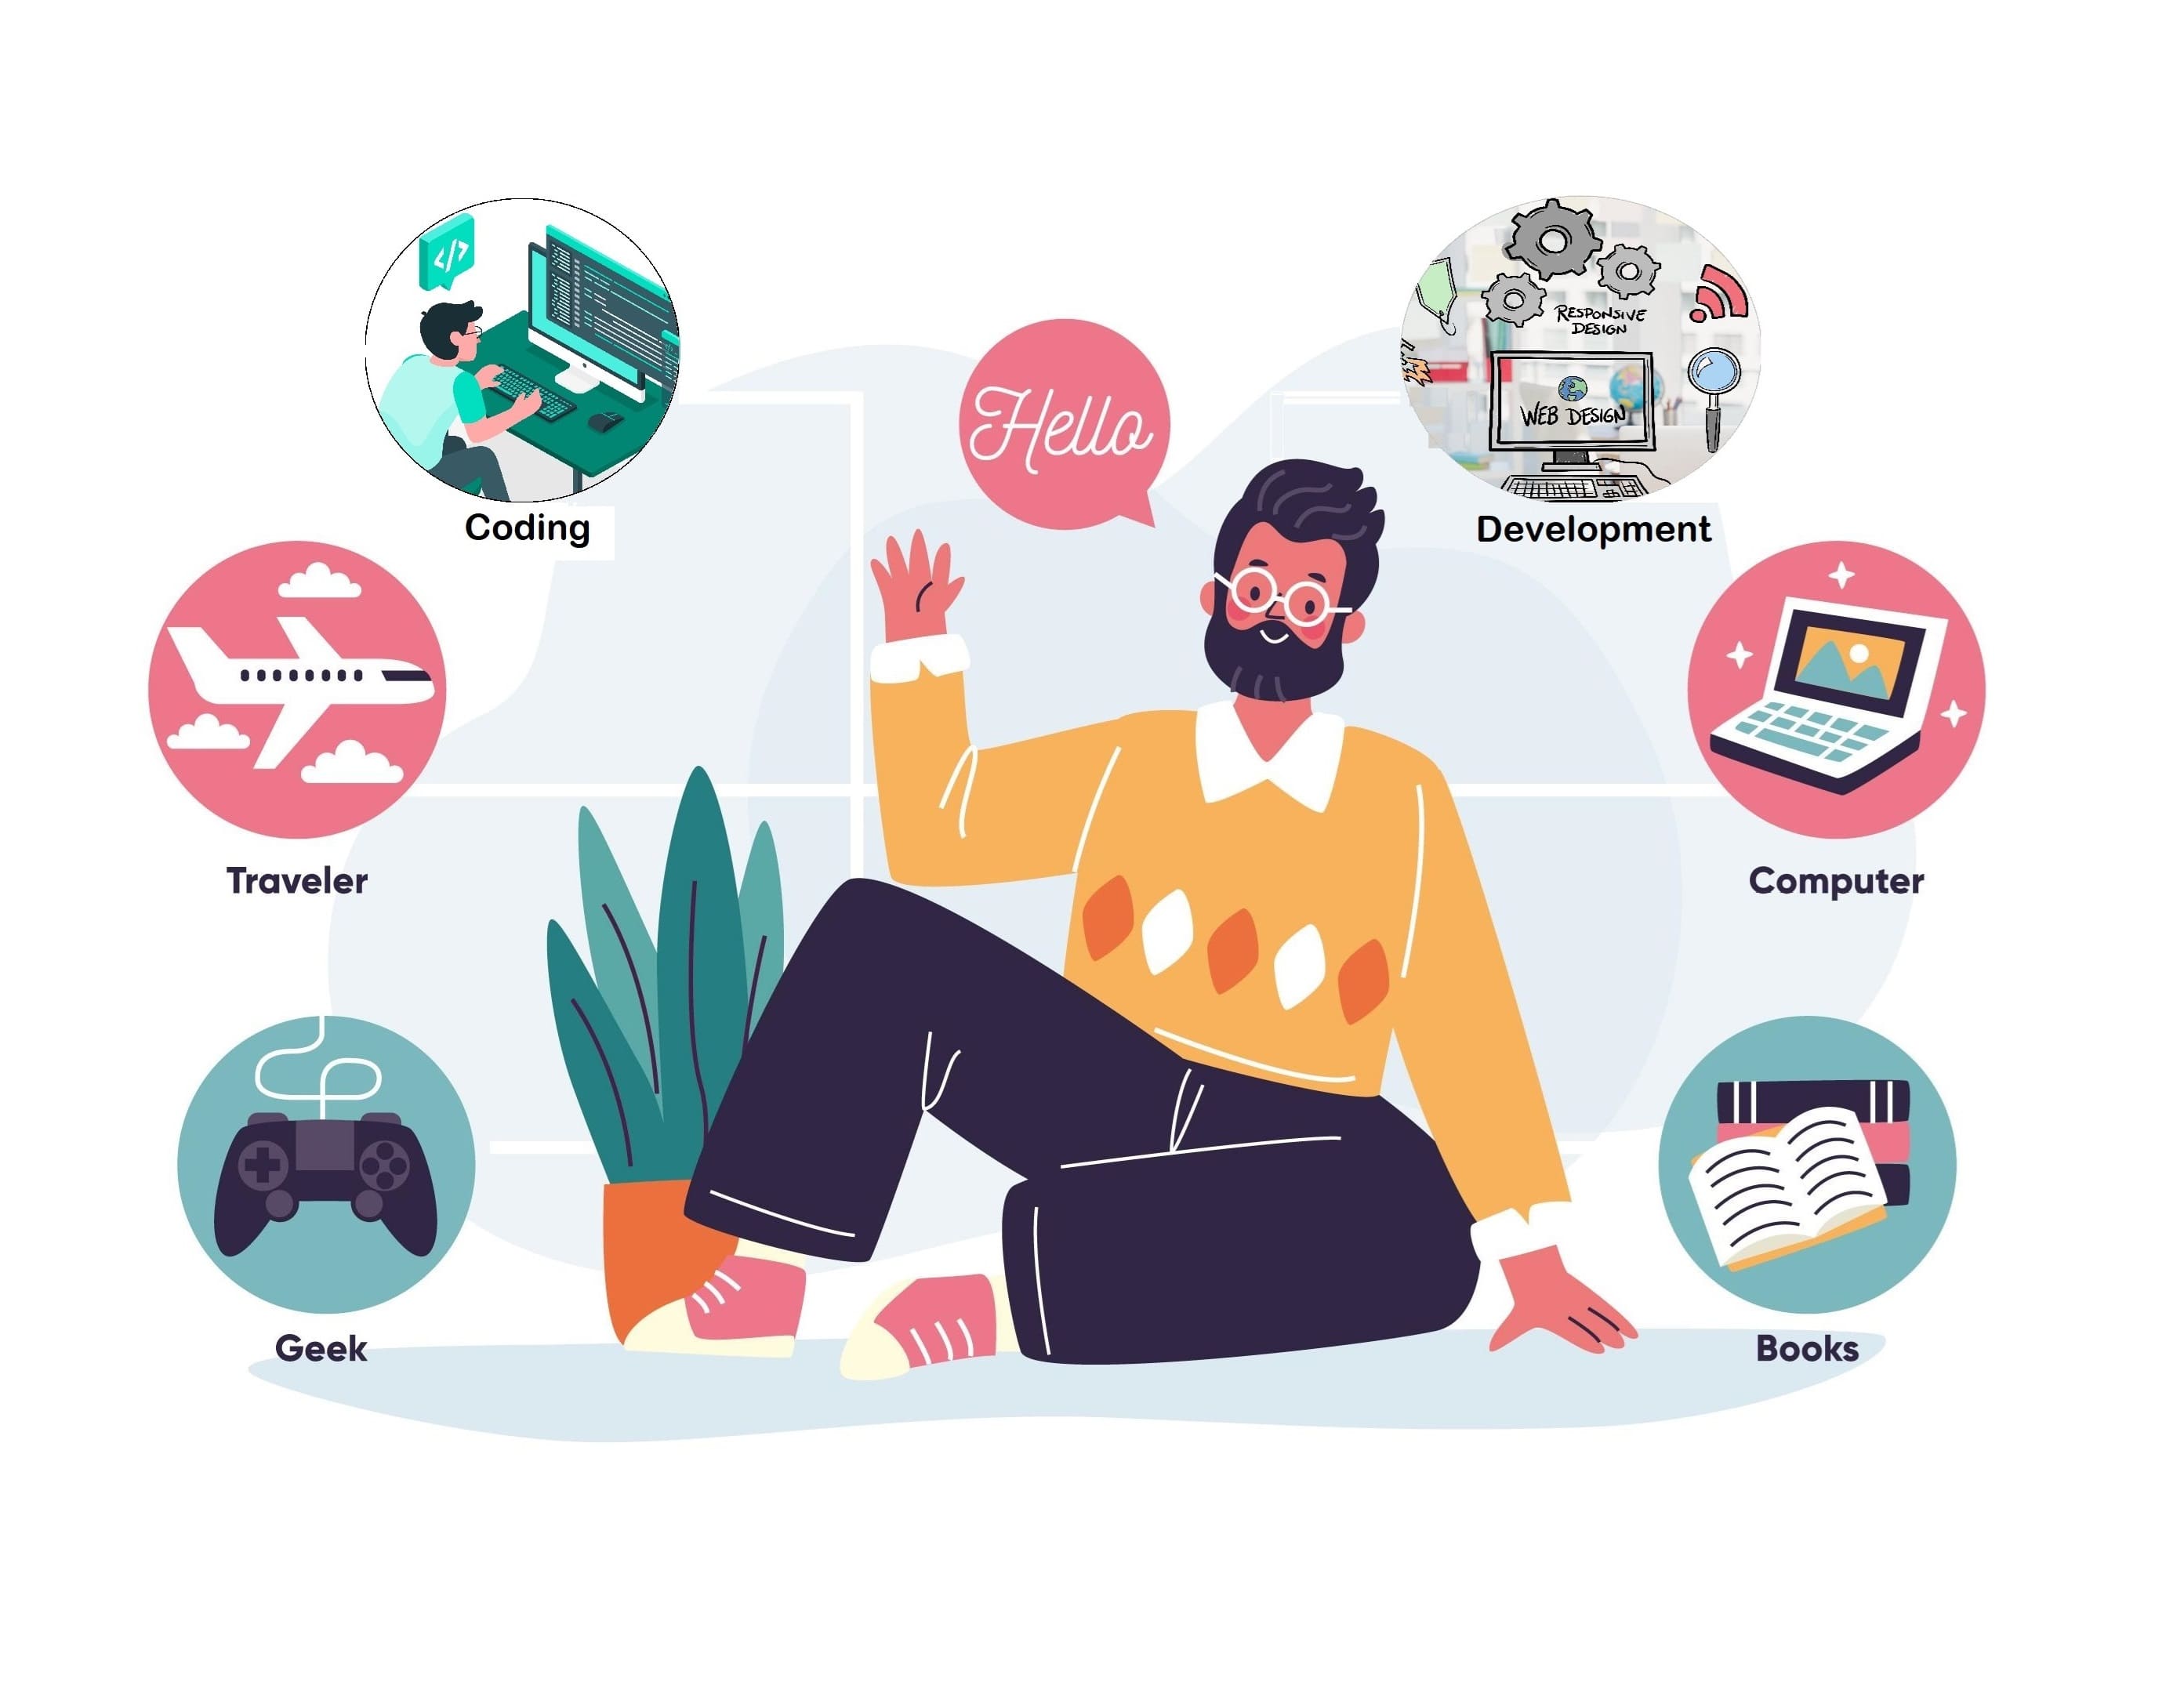 </>
RESPONSIVE
DESIGN
WEB DESIGN
Hello
Coding
Development
Traveler
Computer
Geek
Books